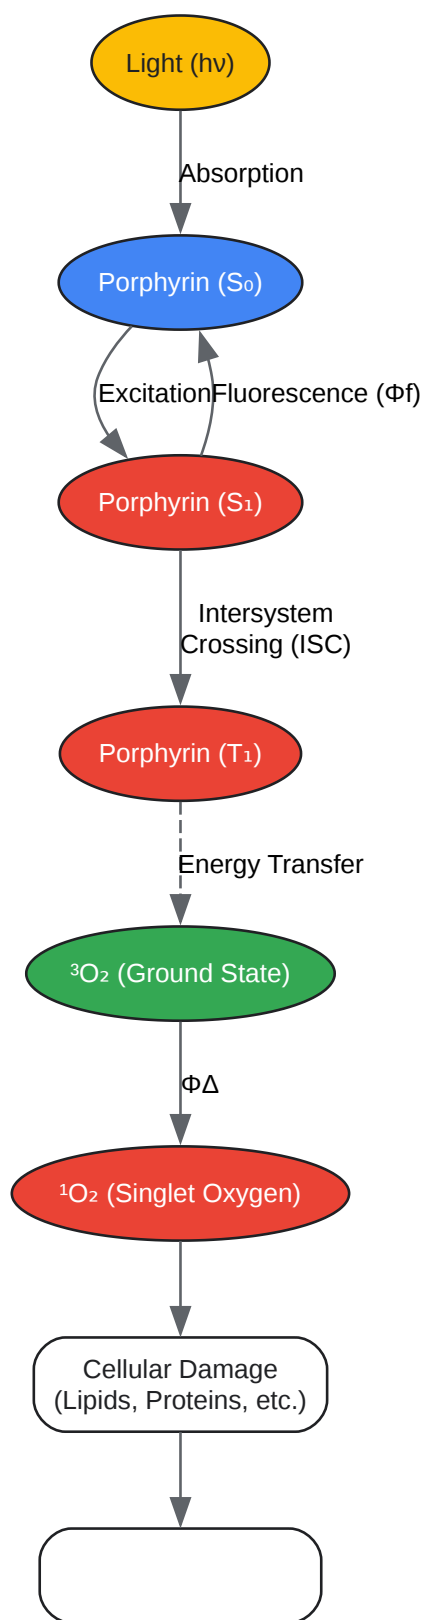 Light (hν)
Absorption
Porphyrin (S₀)
Excitation
Fluorescence (Φf)
Porphyrin (S₁)
Intersystem
Crossing (ISC)
Porphyrin (T₁)
Energy Transfer
³O₂ (Ground State)
ΦΔ
¹O₂ (Singlet Oxygen)
Cellular Damage
(Lipids, Proteins, etc.)